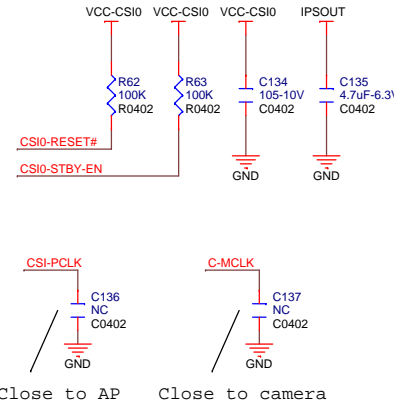 VCC-CSI0 VCC-CSI0 VCC-CSI0 IPSOUT
R62
100K
R0402
R63
100K
R0402
C134
105-10V
C0402
C135
4.7uF-6.3V
C0402
CSI0-RESET#
CSI0-STBY-EN
GND
GND
CSI-PCLK
C136
NC
C0402
GND
C-MCLK
C137
NC
C0402
GND
Close to AP
Close to camera